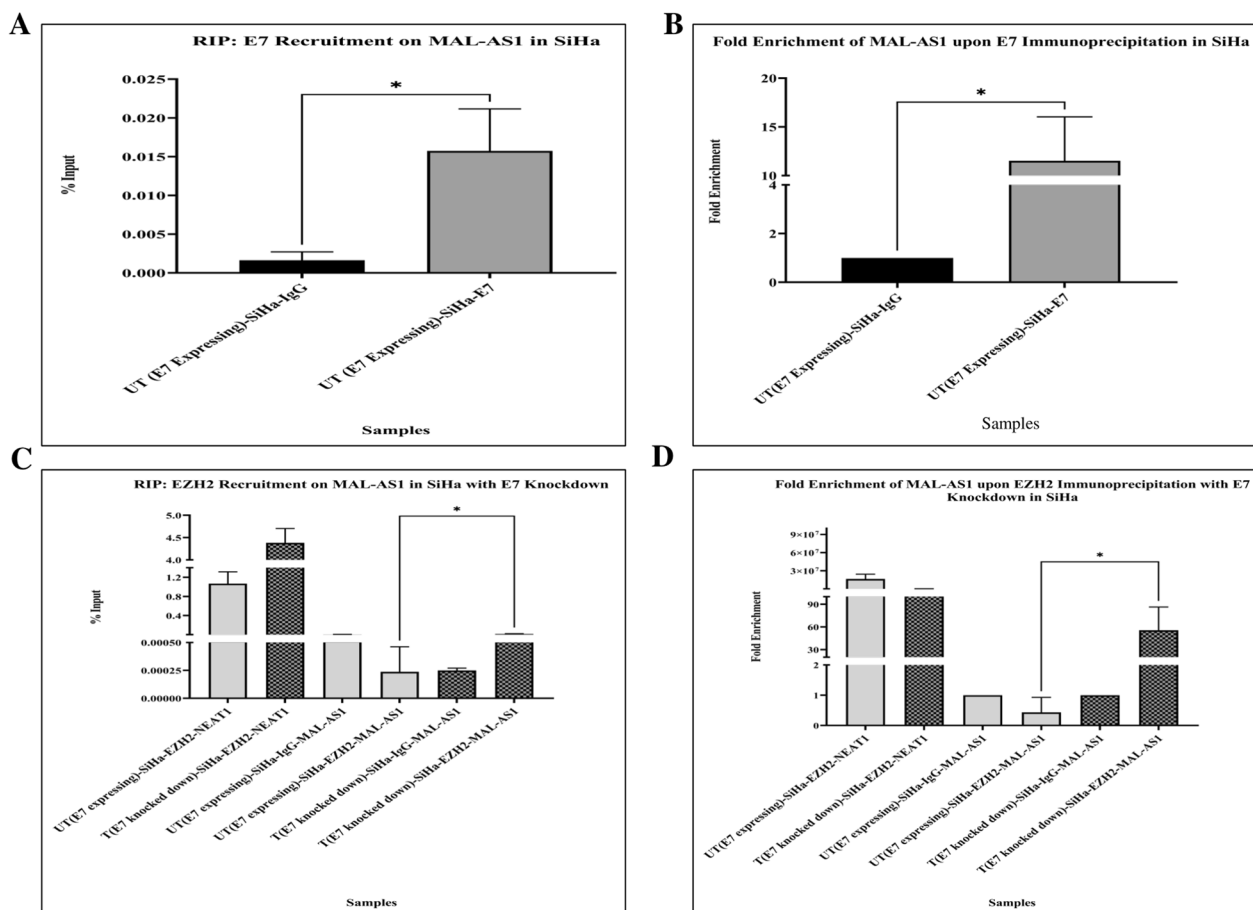 A
RIP: E7 Recruitment on MAL-AS1 in SiHa
% Input
0.025
0.020
0.015
0.010
0.005
0.000
*
UT (E7 Expressing)-SiHa-IgG
UT (E7 Expressing)-SiHa-E7
Samples
B
Fold Enrichment of MAL-AS1 upon E7 Immunoprecipitation in SiHa
Fold Enrichment
20
15
10
4
2
0
*
UT(E7 Expressing)-SiHa-IgG
UT(E7 Expressing)-SiHa-E7
Samples
C
RIP: EZH2 Recruitment on MAL-AS1 in SiHa with E7 Knockdown
% Input
5.0
4.5
4.0
1.2
0.8
0.4
0.00050
0.00025
0.00000
*
UT(E7 expressing)-SiHa-EZH2-NEAT1
T(E7 knocked down)-SiHa-EZH2-NEAT1
UT(E7 expressing)-SiHa-IgG-MAL-AS1
UT(E7 expressing)-SiHa-EZH2-MAL-AS1
T(E7 knocked down)-SiHa-IgG-MAL-AS1
T(E7 knocked down)-SiHa-EZH2-MAL-AS1
Samples
D
Fold Enrichment of MAL-AS1 upon EZH2 Immunoprecipitation with E7
Knockdown in SiHa
Fold Enrichment
9×10⁷
6×10⁷
3×10⁷
90
60
30
2
1
0
*
UT(E7 expressing)-SiHa-EZH2-NEAT1
T(E7 knocked down)-SiHa-EZH2-NEAT1
UT(E7 expressing)-SiHa-IgG-MAL-AS1
UT(E7 expressing)-SiHa-EZH2-MAL-AS1
T(E7 knocked down)-SiHa-IgG-MAL-AS1
T(E7 knocked down)-SiHa-EZH2-MAL-AS1
Samples